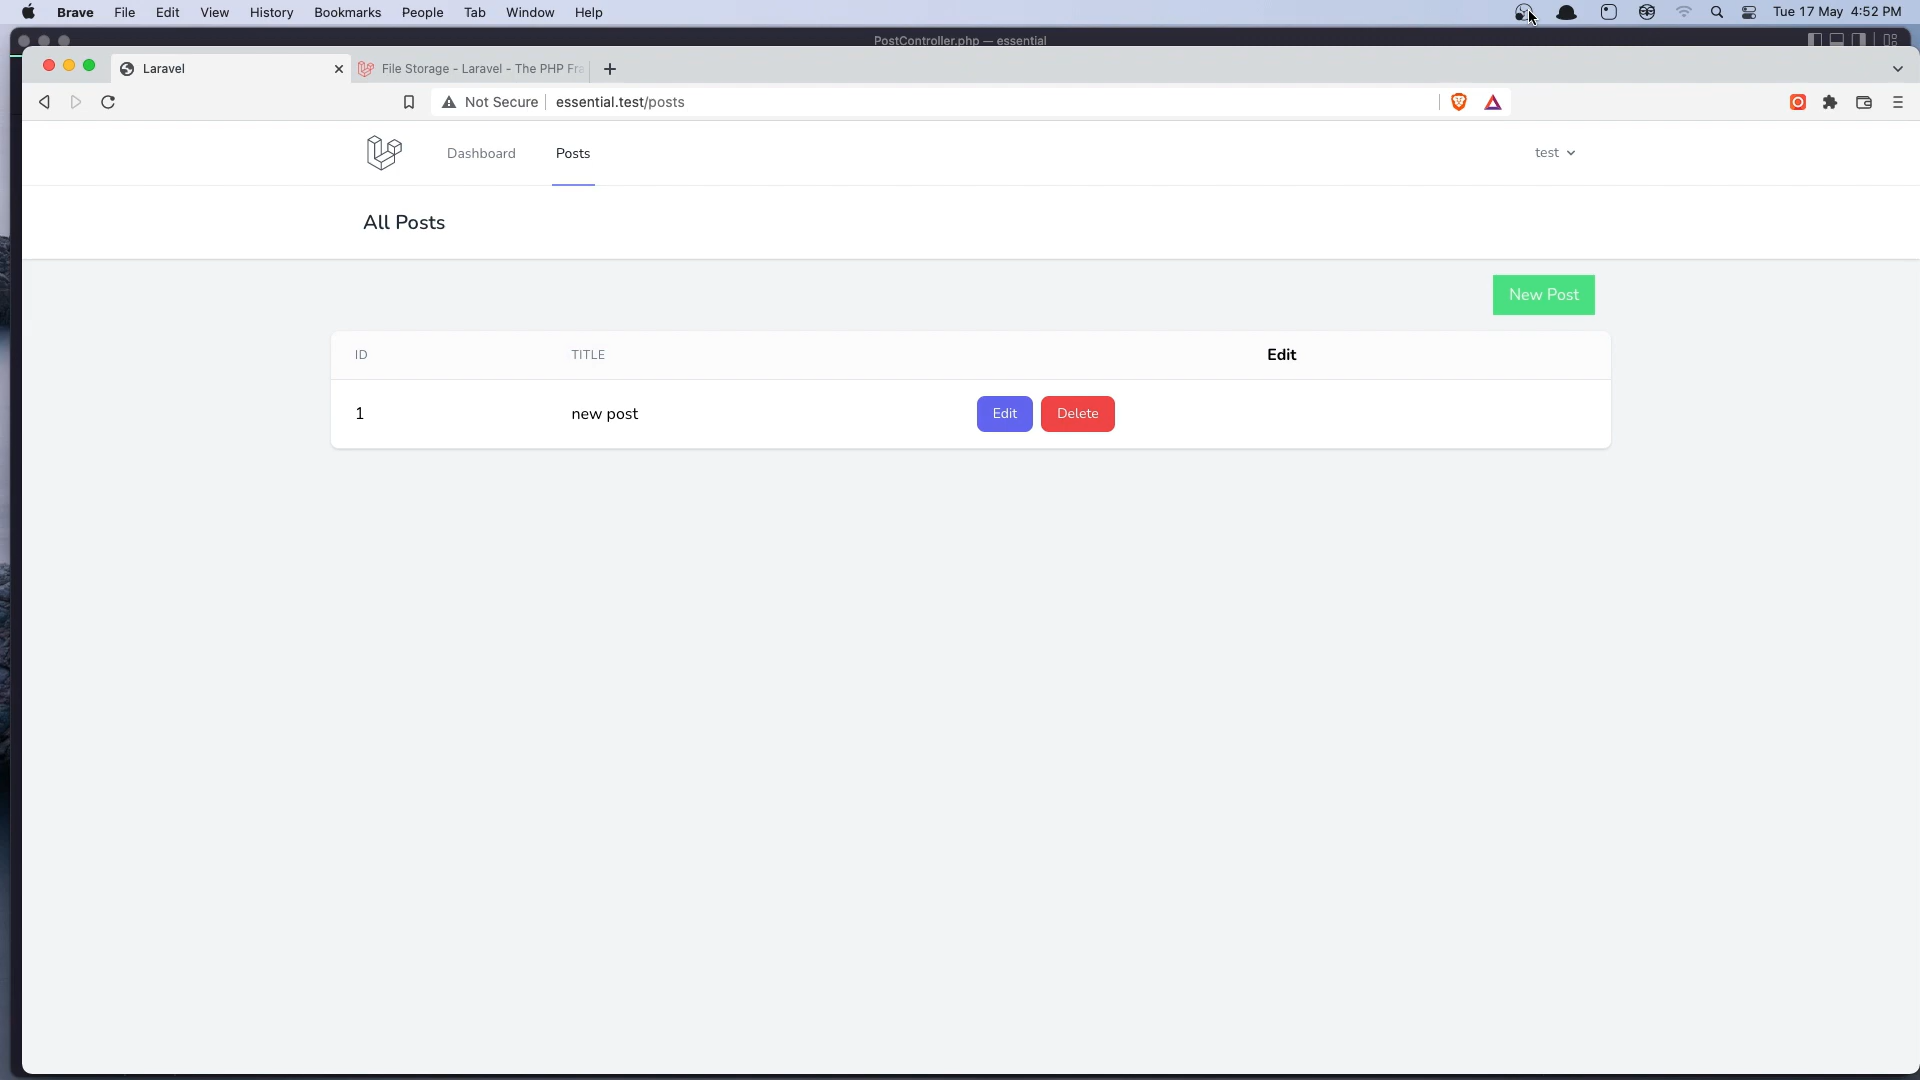 Brave File Edit View History Bookmarks People Tab Window Help Tue 17 May 4:52 PM
PostController.php — essential
Laravel File Storage - Laravel - The PHP Fra
Not Secure essential.test/posts
Dashboard Posts test
All Posts
New Post
ID TITLE Edit
1 new post Edit Delete